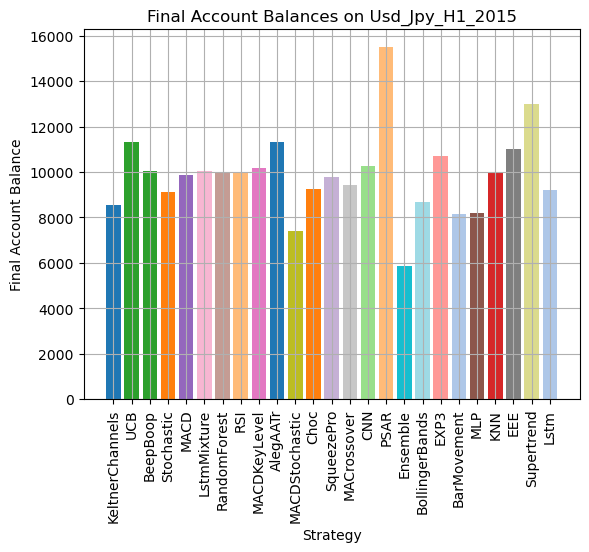 Final Account Balances on Usd_Jpy_H1_2015
Final Account Balance
16000
14000
12000
10000
8000
6000
4000
2000
0
KeltnerChannels
UCB
BeepBoop
Stochastic
MACD
LstmMixture
RandomForest
RSI
MACDKeyLevel
AlegAATr
MACDStochastic
Choc
SqueezePro
MACrossover
CNN
PSAR
Ensemble
BollingerBands
EXP3
BarMovement
MLP
KNN
EEE
Supertrend
Lstm
Strategy